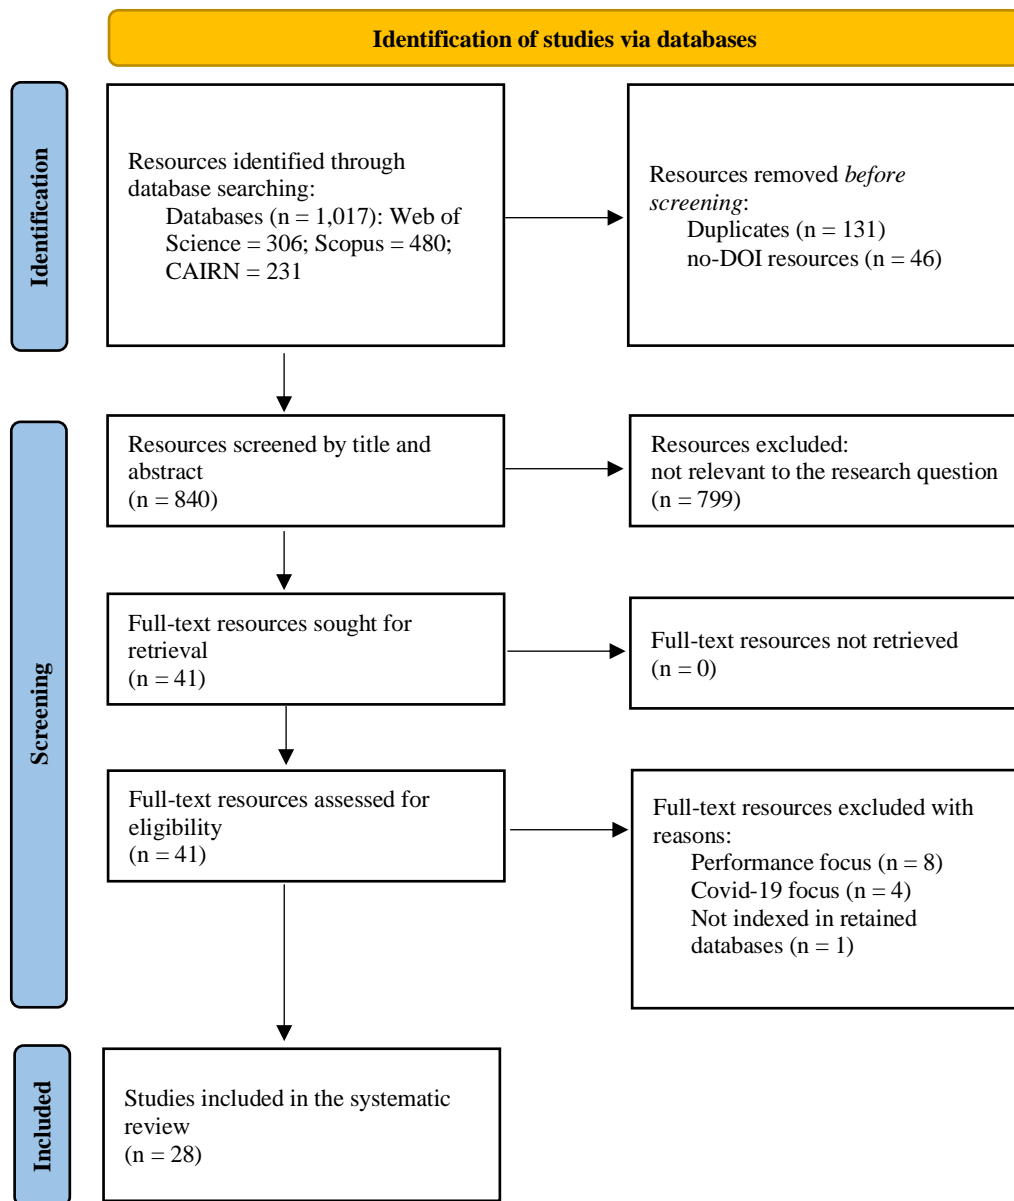 Identification of studies via databases
Identification
Resources identified through
database searching:
Databases (n = 1,017): Web of
Science = 306; Scopus = 480;
CAIRN = 231
Resources removed before
screening:
Duplicates (n = 131)
no-DOI resources (n = 46)
Screening
Resources screened by title and
abstract
(n = 840)
Resources excluded:
not relevant to the research question
(n = 799)
Full-text resources sought for
retrieval
(n = 41)
Full-text resources not retrieved
(n = 0)
Full-text resources assessed for
eligibility
(n = 41)
Full-text resources excluded with
reasons:
Performance focus (n = 8)
Covid-19 focus (n = 4)
Not indexed in retained
databases (n = 1)
Included
Studies included in the systematic
review
(n = 28)